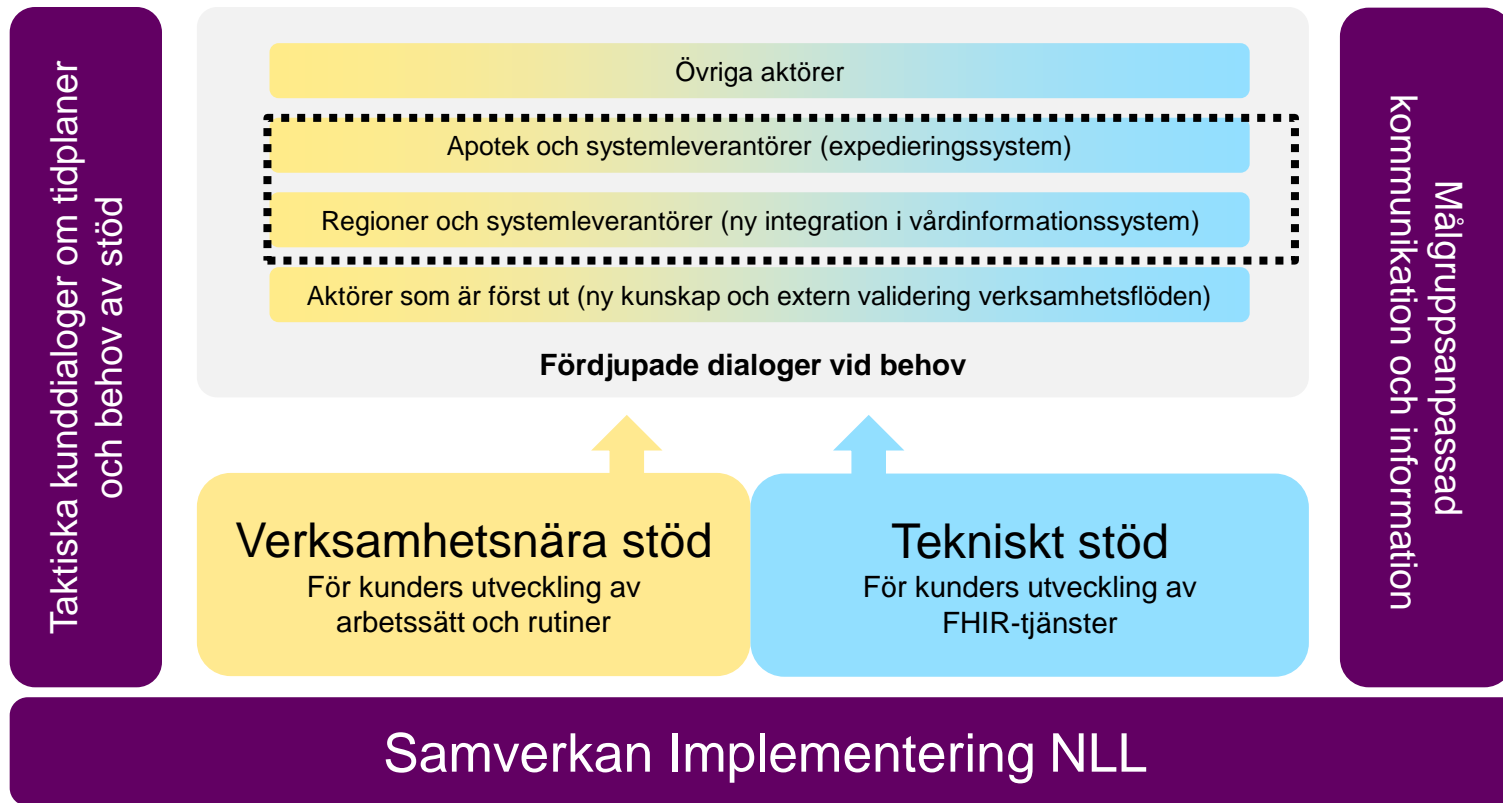 Taktiska kunddialoger om tidplaner
och behov av stöd
Övriga aktörer
Apotek och systemleverantörer (expedieringssystem)
Regioner och systemleverantörer (ny integration i vårdinformationssystem)
Aktörer som är först ut (ny kunskap och extern validering verksamhetsflöden)
Fördjupade dialoger vid behov
Målgruppsanpassad
kommunikation och information
Verksamhetsnära stöd
För kunders utveckling av
arbetssätt och rutiner
Tekniskt stöd
För kunders utveckling av
FHIR-tjänster
Samverkan Implementering NLL